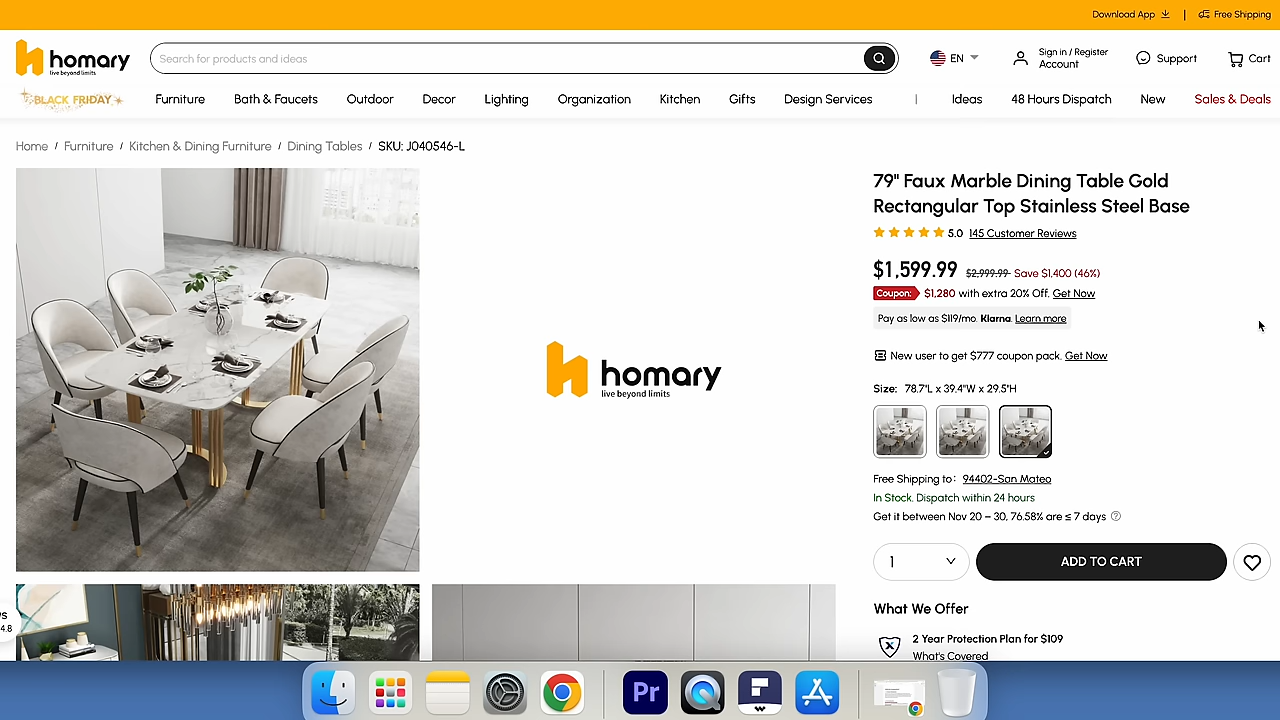 Download App | Free Shipping
homary
live beyond limits
Search for products and ideas
EN
Sign in / Register
Account
Support
Cart
BLACK FRIDAY
Furniture
Bath & Faucets
Outdoor
Decor
Lighting
Organization
Kitchen
Gifts
Design Services
|
Ideas
48 Hours Dispatch
New
Sales & Deals
Home / Furniture / Kitchen & Dining Furniture / Dining Tables / SKU: J040546-L
homary
live beyond limits
79" Faux Marble Dining Table Gold
Rectangular Top Stainless Steel Base
5.0 145 Customer Reviews
$1,599.99 $2,999.99 Save $1,400 (46%)
Coupon: $1,280 with extra 20% Off, Get Now
Pay as low as $119/mo. Klarna. Learn more
New user to get $777 coupon pack. Get Now
Size: 78.7"L x 39.4"W x 29.5"H
Free Shipping to: 94402-San Mateo
In Stock. Dispatch within 24 hours
Get it between Nov 20 - 30, 76.58% are ≤ 7 days
1
ADD TO CART
What We Offer
2 Year Protection Plan for $109
What's Covered
4.8
Pr